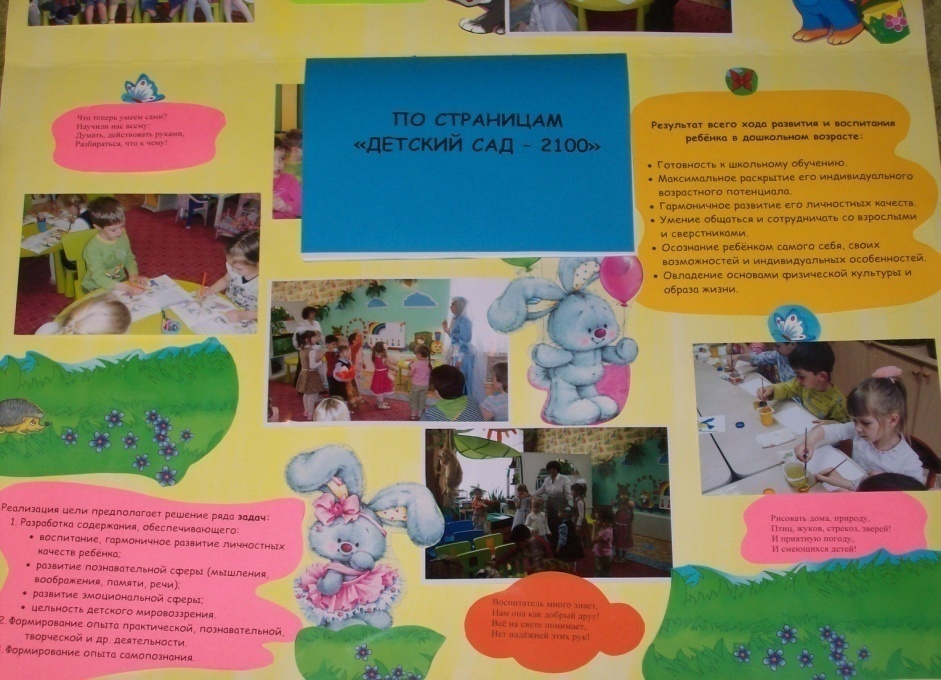 Что теперь умеем сами?
Научили нас всему:
Думать, действовать руками,
Разбираться, что к чему!
ПО СТРАНИЦАМ
«ДЕТСКИЙ САД – 2100»
Результат всего хода развития и воспитания
ребёнка в дошкольном возрасте:
• Готовность к школьному обучению.
• Максимальное раскрытие его индивидуального
возрастного потенциала.
• Гармоничное развитие его личностных качеств.
• Умение общаться и сотрудничать со взрослыми
и сверстниками.
• Осознание ребёнком самого себя, своих
возможностей и индивидуальных особенностей.
• Овладение основами физической культуры и
образа жизни.
Реализация цели предполагает решение ряда задач:
1. Разработка содержания, обеспечивающего:
• воспитание, гармоничное развитие личностных
качеств ребёнка;
• развитие познавательной сферы (мышления,
воображения, памяти, речи);
• развитие эмоциональной сферы;
• цельность детского мировоззрения.
2. Формирование опыта практической, познавательной,
творческой и др. деятельности.
. Формирование опыта самопознания.
Воспитатель много знает,
Нам она как добрый друг!
Всё на свете понимает,
Нет надёжней этих рук!
Рисовать дома, природу,
Птиц, жуков, стрекоз, зверей!
И приятную погоду,
И смеющихся детей!